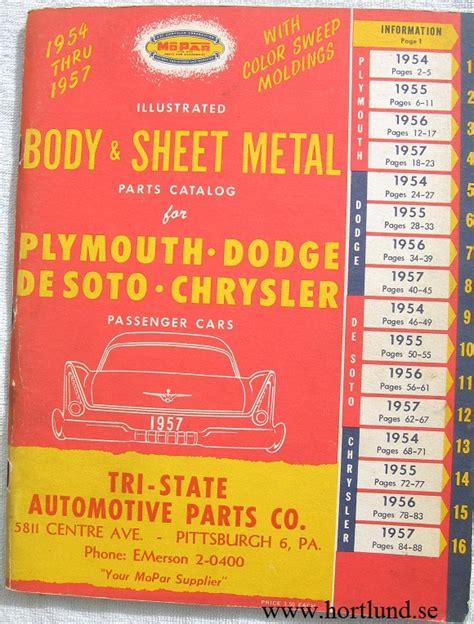 1954
THRU
1957
MoPar
WITH
COLOR SWEEP
MOLDINGS
ILLUSTRATED
BODY & SHEET METAL
PARTS CATALOG
for
PLYMOUTH · DODGE
DE SOTO · CHRYSLER
PASSENGER CARS
1957
TRI-STATE
AUTOMOTIVE PARTS CO.
5811 CENTRE AVE. - PITTSBURGH 6, PA.
Phone: EMerson 2-0400
"Your MoPar Supplier"
INFORMATION
Page 1
PLYMOUTH
1954
Pages 2-5
1
1955
Pages 6-11
2
1956
Pages 12-17
3
1957
Pages 18-23
4
DODGE
1954
Pages 24-27
5
1955
Pages 28-33
6
1956
Pages 34-39
7
1957
Pages 40-45
8
DE SOTO
1954
Pages 46-49
9
1955
Pages 50-55
10
1956
Pages 56-61
11
1957
Pages 62-67
12
CHRYSLER
1954
Pages 68-71
13
1955
Pages 72-77
14
1956
Pages 78-83
15
1957
Pages 84-88
16
www.hortlund.se